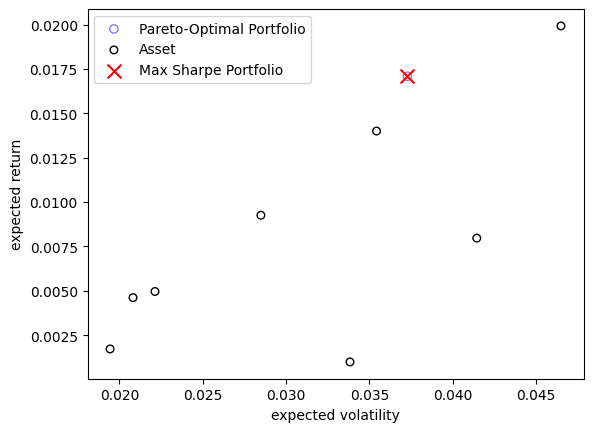 Pareto-Optimal Portfolio
Asset
Max Sharpe Portfolio
0.0200
0.0175
0.0150
0.0125
0.0100
0.0075
0.0050
0.0025
expected return
0.020 0.025 0.030 0.035 0.040 0.045
expected volatility